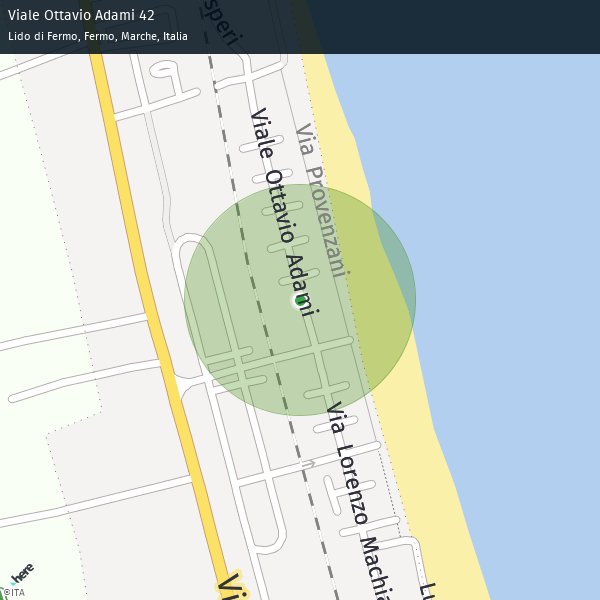 Viale Ottavio Adami 42
Lido di Fermo, Fermo, Marche, Italia
speri
Viale Ottavio Adami
Via Provenzani
Via Lorenzo Machia
Vi
Lu
here
©ITA